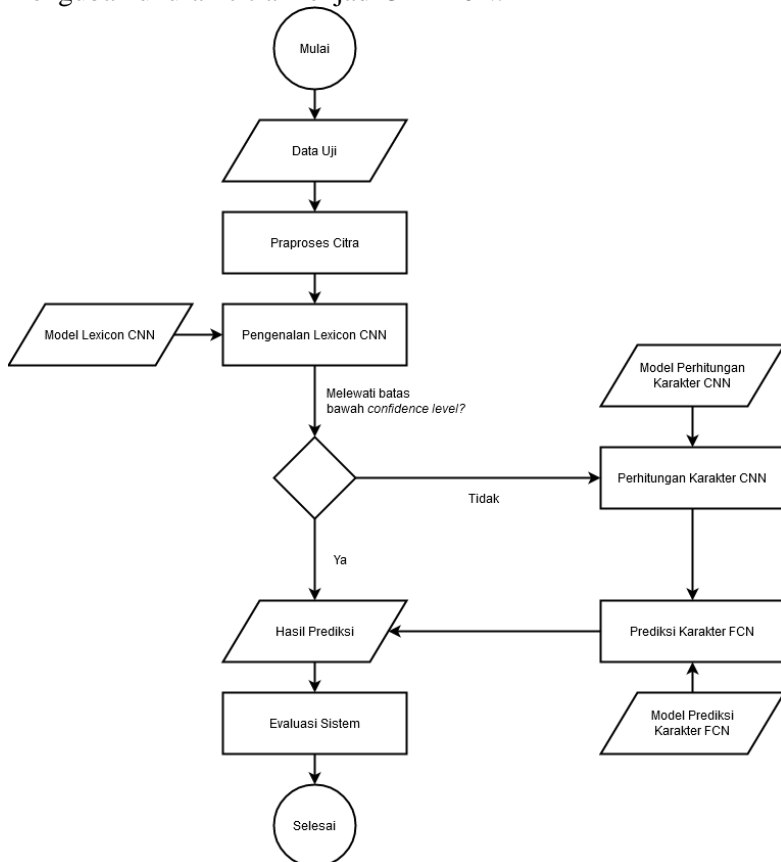 Mulai
Data Uji
Praproses Citra
Model Lexicon CNN
Pengenalan Lexicon CNN
Melewati batas
bawah confidence level?
Model Perhitungan
Karakter CNN
Perhitungan Karakter CNN
Tidak
Ya
Hasil Prediksi
Prediksi Karakter FCN
Evaluasi Sistem
Model Prediksi
Karakter FCN
Selesai